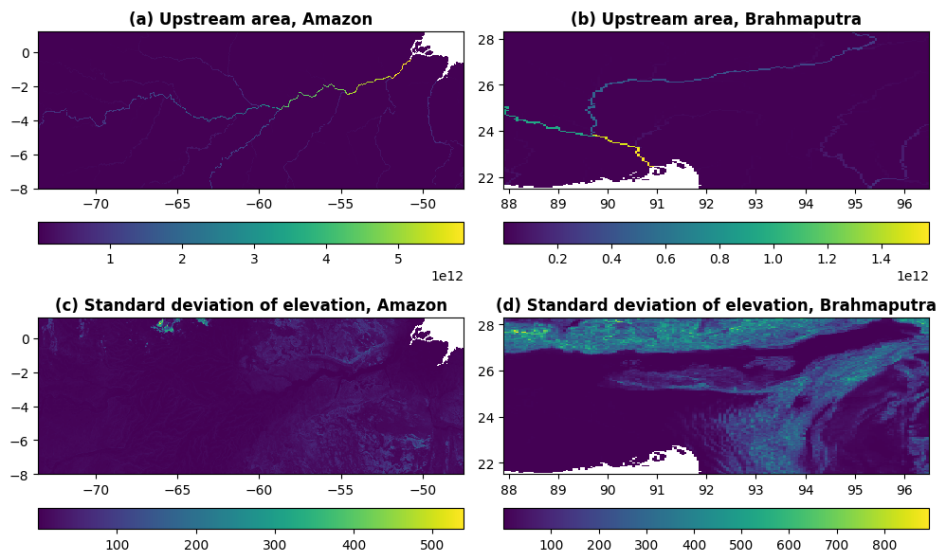 (a) Upstream area, Amazon
0
−2
−4
−6
−8
−70 −65 −60 −55 −50
1 2 3 4 5
1e12
(b) Upstream area, Brahmaputra
28
26
24
22
88 89 90 91 92 93 94 95 96
0.2 0.4 0.6 0.8 1.0 1.2 1.4
1e12
(c) Standard deviation of elevation, Amazon
0
−2
−4
−6
−8
−70 −65 −60 −55 −50
100 200 300 400 500
(d) Standard deviation of elevation, Brahmaputra
28
26
24
22
88 89 90 91 92 93 94 95 96
100 200 300 400 500 600 700 800